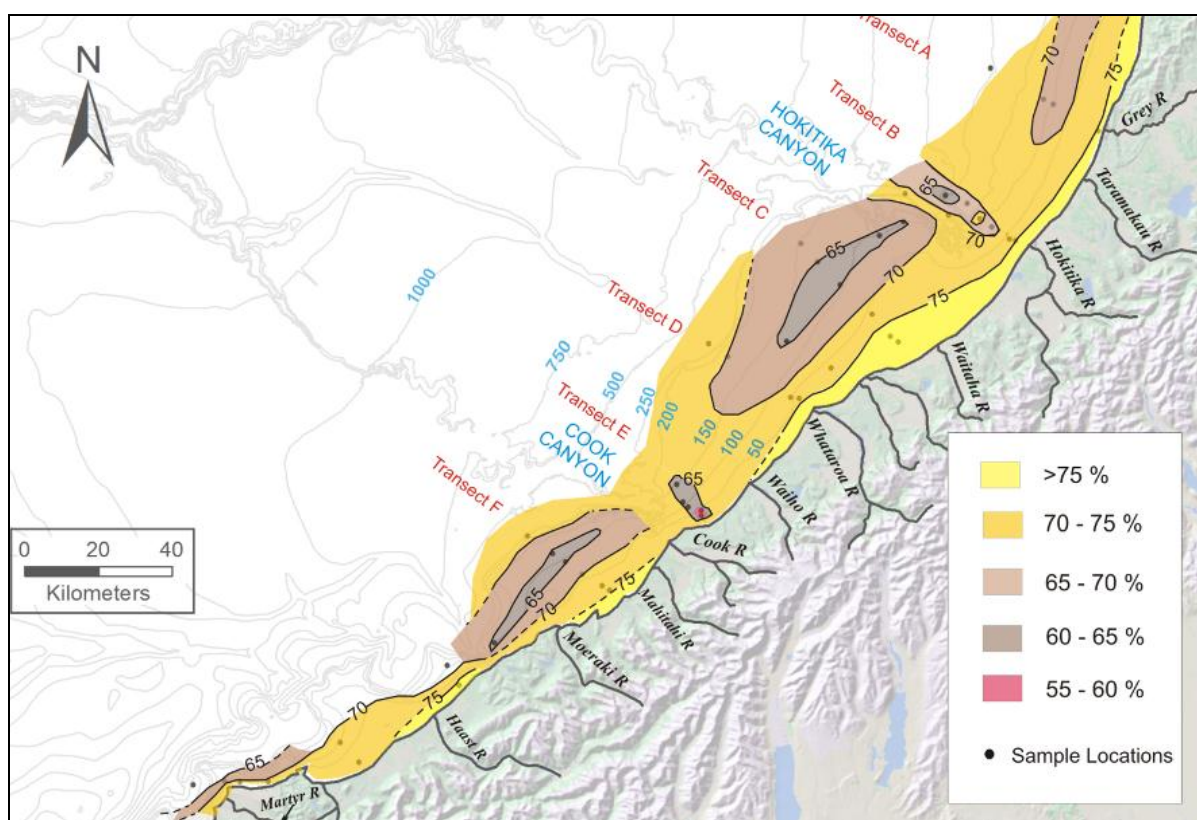 N
Transect A
Transect B
HOKITIKA
CANYON
Transect C
Transect D
Transect E
COOK
CANYON
Transect F
1000
750
500
250
200
150
100
50
70
75
65
70
65
70
75
65
65
70
75
70
75
65
Grey R
Taramakau R
Hokitika R
Waitaha R
Whataroa R
Waiho R
Cook R
Mahitahi R
Moeraki R
Haast R
Martyr R
0 20 40
Kilometers
>75 %
70 - 75 %
65 - 70 %
60 - 65 %
55 - 60 %
Sample Locations